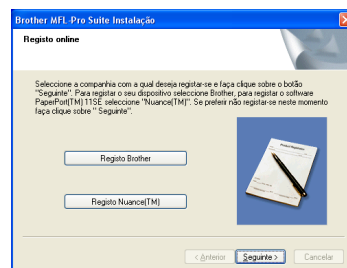 Brother MFL-Pro Suite Instalação
Registo online
Seleccione a companhia com a qual deseja registar-se e faça clique sobre o botão
"Seguinte". Para registar o seu dispositivo seleccione Brother, para registar o software
PaperPort(TM) 11SE seleccione "Nuance(TM)". Se preferir não registar-se neste momento
faça clique sobre " Seguinte".
Registo Brother
Registo Nuance(TM)
< Anterior
Seguinte >
Cancelar